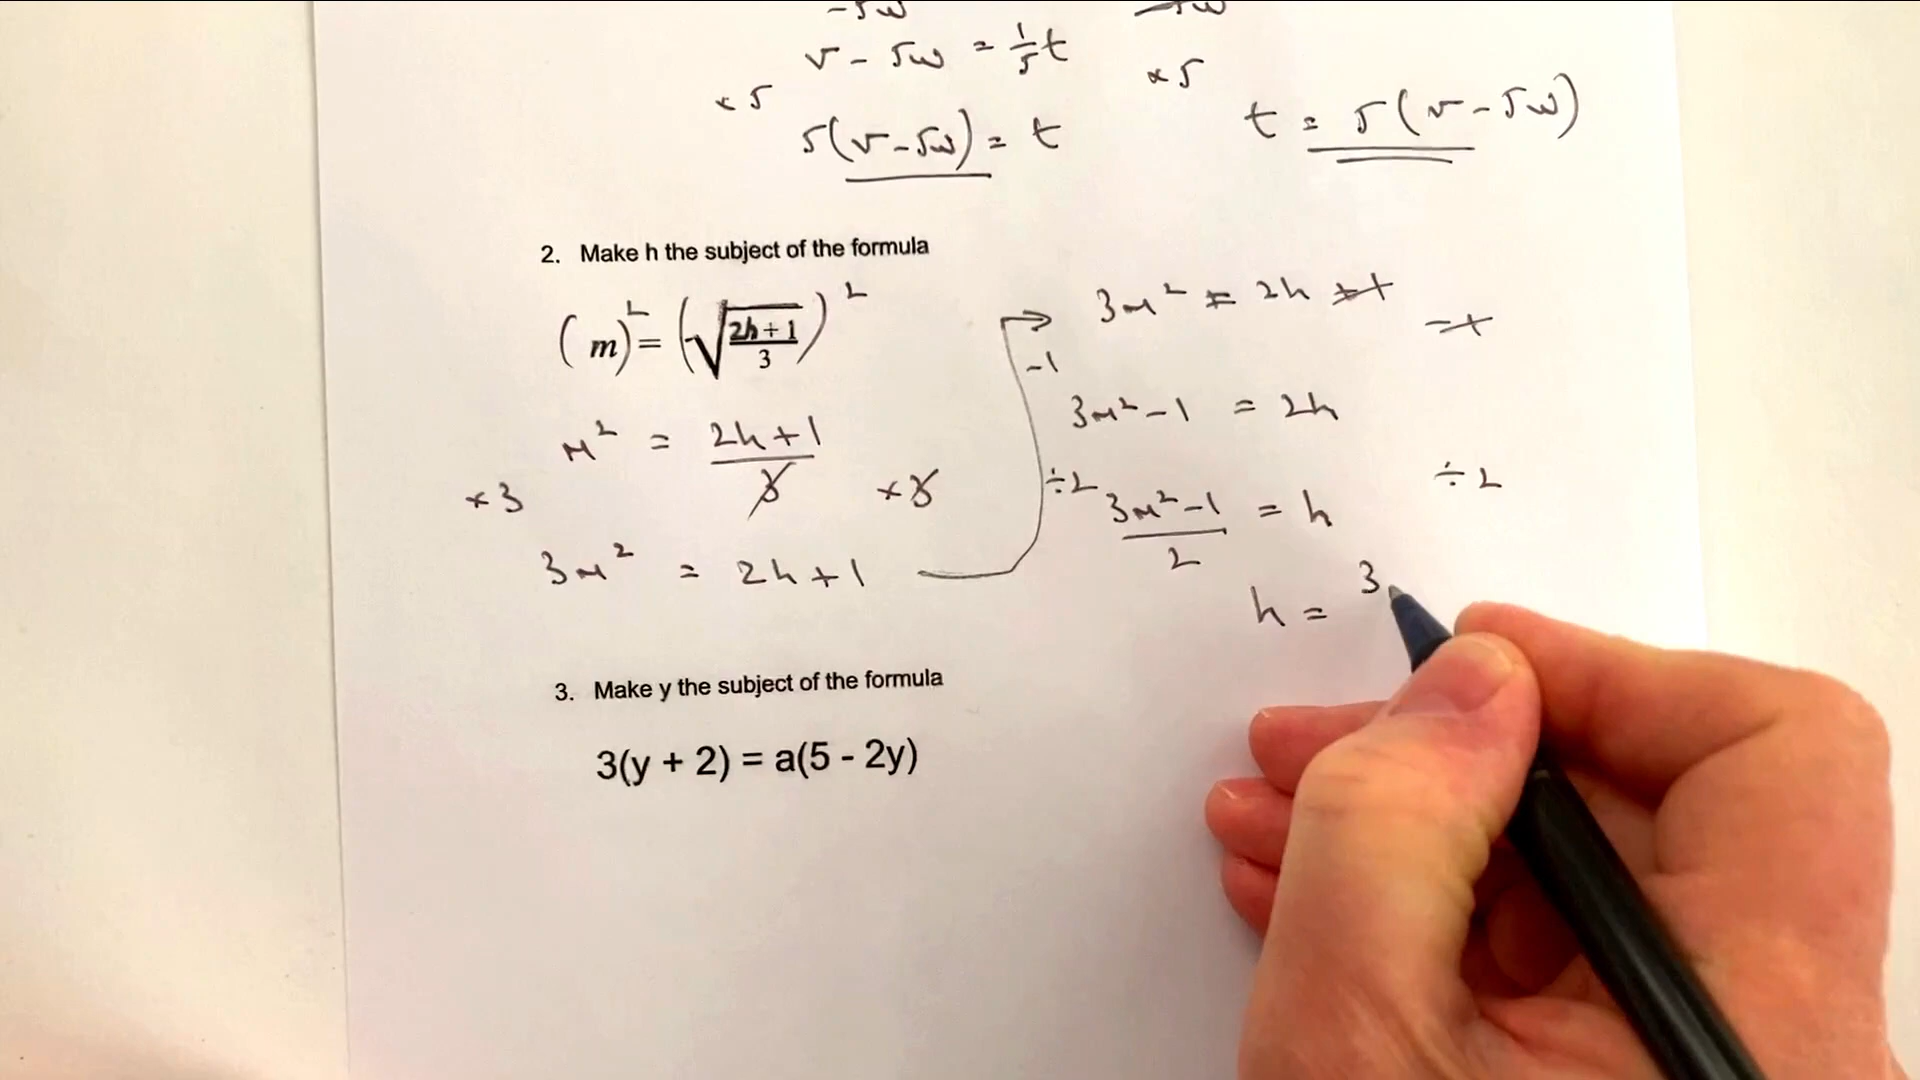 v - 5w = 1/5 t
×5 ×5
5(v - 5w) = t
t = 5(v - 5w)
2. Make h the subject of the formula
(m)² = (√((2h + 1)/3))²
m² = (2h + 1)/3
×3 ×3
3m² = 2h + 1
3m² = 2h + 1
-1 -1
3m² - 1 = 2h
÷2 ÷2
(3m² - 1)/2 = h
h = 3
3. Make y the subject of the formula
3(y + 2) = a(5 - 2y)